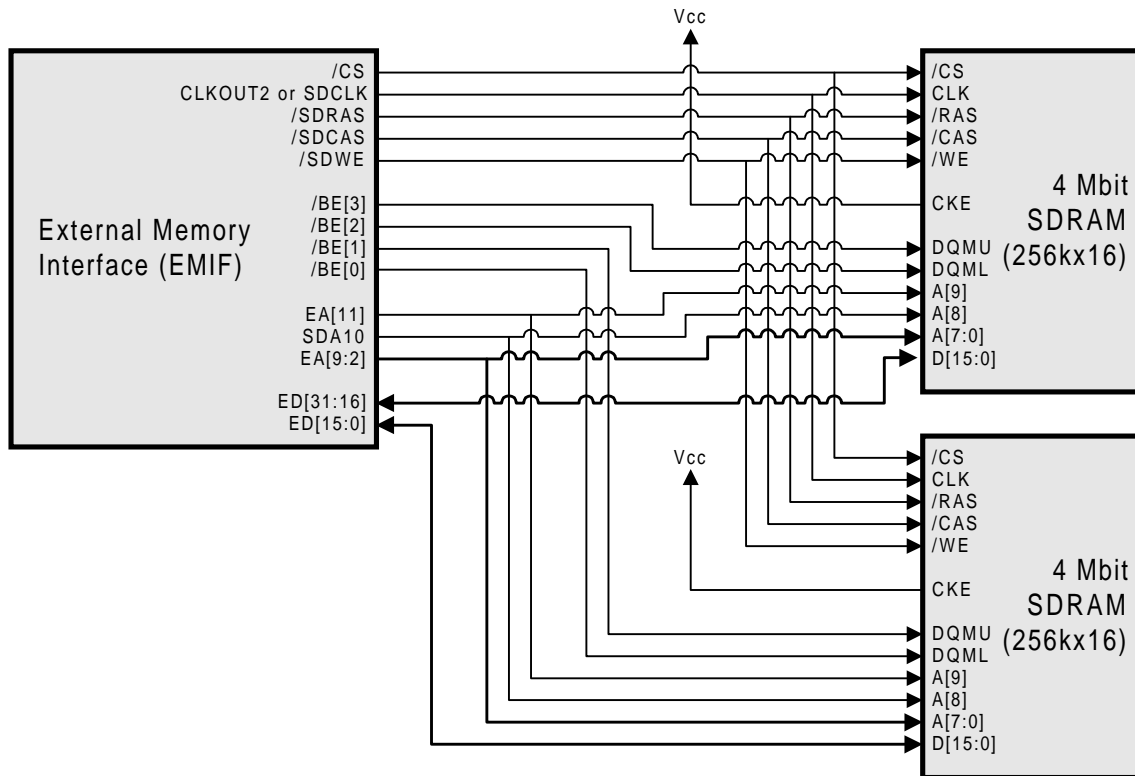 Vcc
/CS
CLKOUT2 or SDCLK
/SDRAS
/SDCAS
/SDWE
/BE[3]
/BE[2]
/BE[1]
/BE[0]
External Memory
Interface (EMIF)
EA[11]
SDA10
EA[9:2]
ED[31:16]
ED[15:0]
/CS
CLK
/RAS
/CAS
/WE
CKE
DQMU
DQML
A[9]
A[8]
A[7:0]
D[15:0]
4 Mbit
SDRAM
(256kx16)
Vcc
/CS
CLK
/RAS
/CAS
/WE
CKE
DQMU
DQML
A[9]
A[8]
A[7:0]
D[15:0]
4 Mbit
SDRAM
(256kx16)